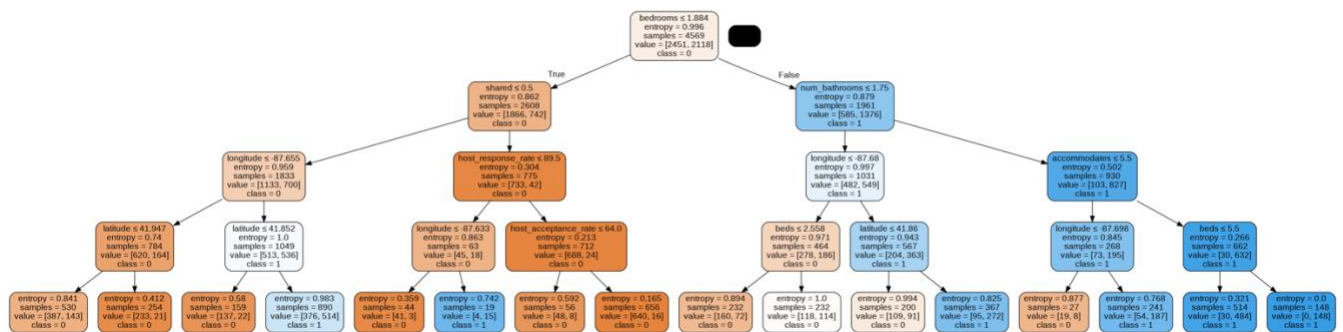 bedrooms ≤ 1.884
entropy = 0.996
samples = 4569
value = [2451, 2118]
class = 0
True
False
shared ≤ 0.5
entropy = 0.862
samples = 2608
value = [1866, 742]
class = 0
num_bathrooms ≤ 1.75
entropy = 0.879
samples = 1961
value = [585, 1376]
class = 1
longitude ≤ -87.655
entropy = 0.959
samples = 1833
value = [1133, 700]
class = 0
host_response_rate ≤ 89.5
entropy = 0.304
samples = 775
value = [733, 42]
class = 0
longitude ≤ -87.68
entropy = 0.997
samples = 1031
value = [482, 549]
class = 1
accommodates ≤ 5.5
entropy = 0.502
samples = 930
value = [103, 827]
class = 1
latitude ≤ 41.947
entropy = 0.74
samples = 784
value = [620, 164]
class = 0
latitude ≤ 41.852
entropy = 1.0
samples = 1049
value = [513, 536]
class = 1
longitude ≤ -87.633
entropy = 0.863
samples = 63
value = [45, 18]
class = 0
host_acceptance_rate ≤ 64.0
entropy = 0.213
samples = 712
value = [688, 24]
class = 0
beds ≤ 2.558
entropy = 0.971
samples = 464
value = [278, 186]
class = 0
latitude ≤ 41.86
entropy = 0.943
samples = 567
value = [204, 363]
class = 1
longitude ≤ -87.698
entropy = 0.845
samples = 268
value = [73, 195]
class = 1
beds ≤ 5.5
entropy = 0.266
samples = 662
value = [30, 632]
class = 1
entropy = 0.841
samples = 530
value = [387, 143]
class = 0
entropy = 0.412
samples = 254
value = [233, 21]
class = 0
entropy = 0.58
samples = 159
value = [137, 22]
class = 0
entropy = 0.983
samples = 890
value = [376, 514]
class = 1
entropy = 0.359
samples = 44
value = [41, 3]
class = 0
entropy = 0.742
samples = 19
value = [4, 15]
class = 1
entropy = 0.592
samples = 56
value = [48, 8]
class = 0
entropy = 0.165
samples = 656
value = [640, 16]
class = 0
entropy = 0.894
samples = 232
value = [160, 72]
class = 0
entropy = 1.0
samples = 232
value = [118, 114]
class = 0
entropy = 0.994
samples = 200
value = [109, 91]
class = 0
entropy = 0.825
samples = 367
value = [95, 272]
class = 1
entropy = 0.877
samples = 27
value = [19, 8]
class = 0
entropy = 0.768
samples = 241
value = [54, 187]
class = 1
entropy = 0.321
samples = 514
value = [30, 484]
class = 1
entropy = 0.0
samples = 148
value = [0, 148]
class = 1